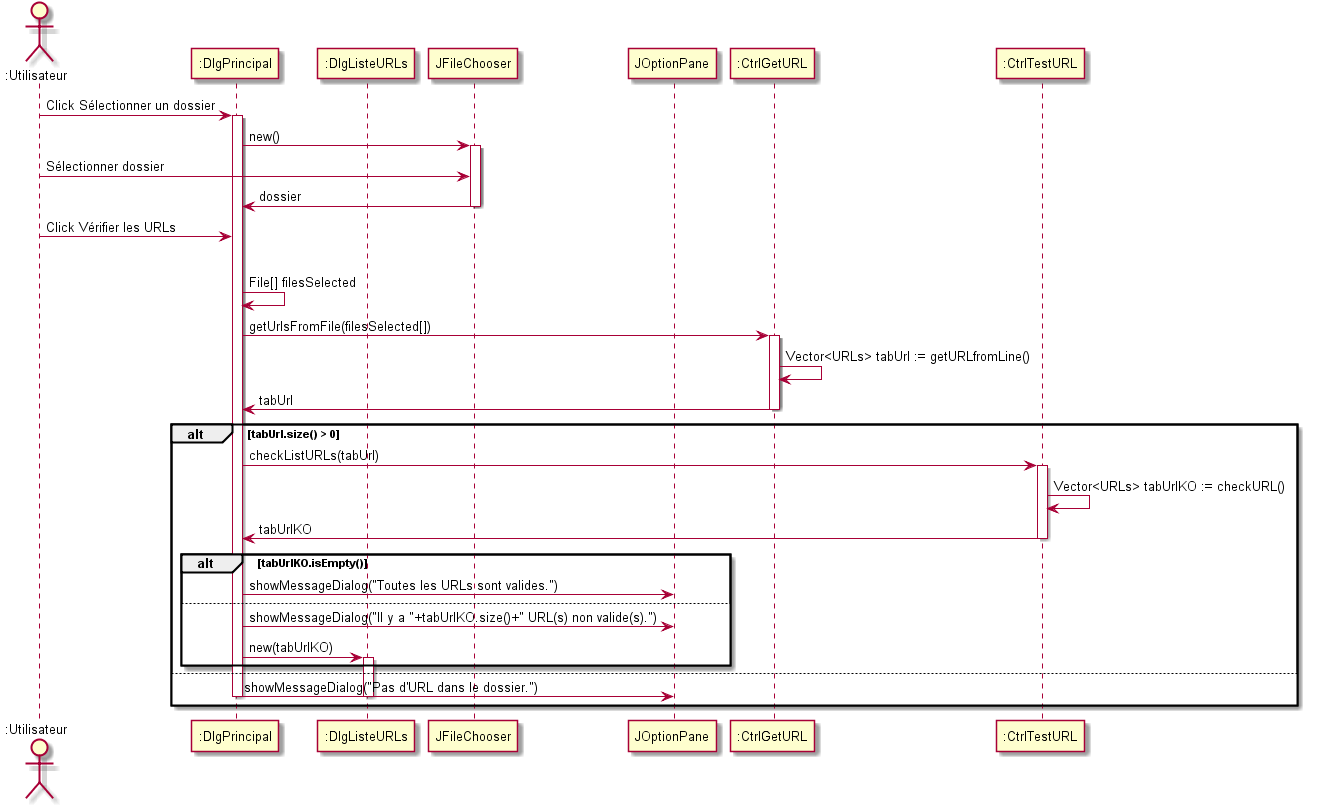 :Utilisateur
:DlgPrincipal
:DlgListeURLs
JFileChooser
JOptionPane
:CtrlGetURL
:CtrlTestURL
Click Sélectionner un dossier
new()
Sélectionner dossier
dossier
Click Vérifier les URLs
File[] filesSelected
getUrlsFromFile(filesSelected[])
Vector<URLs> tabUrl := getURLfromLine()
tabUrl
alt
[tabUrl.size() > 0]
checkListURLs(tabUrl)
Vector<URLs> tabUrlKO := checkURL()
tabUrlKO
alt
[tabUrlKO.isEmpty()]
showMessageDialog("Toutes les URLs sont valides.")
showMessageDialog("Il y a "+tabUrlKO.size()+" URL(s) non valide(s).")
new(tabUrlKO)
showMessageDialog("Pas d'URL dans le dossier.")
:Utilisateur
:DlgPrincipal
:DlgListeURLs
JFileChooser
JOptionPane
:CtrlGetURL
:CtrlTestURL